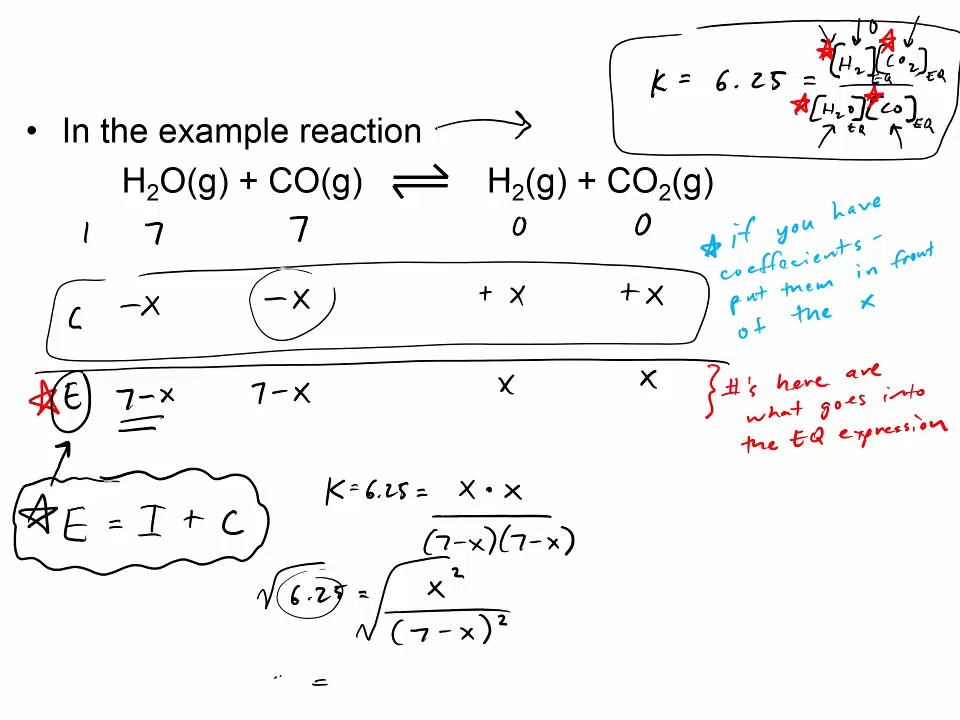 K = 6.25 = [H₂]EQ [CO₂]EQ / [H₂O]EQ [CO]EQ
0
• In the example reaction
H₂O(g) + CO(g) ⇌ H₂(g) + CO₂(g)
I 7 7 0 0
C -x -x + x + x
E 7-x 7-x x x
★ if you have
coeffecients -
put them in front
of the x
#'s here are
what goes into
the EQ expression
★ E = I + C
K = 6.25 = x · x / (7-x)(7-x)
√6.25 = √(x² / (7-x)²)
=